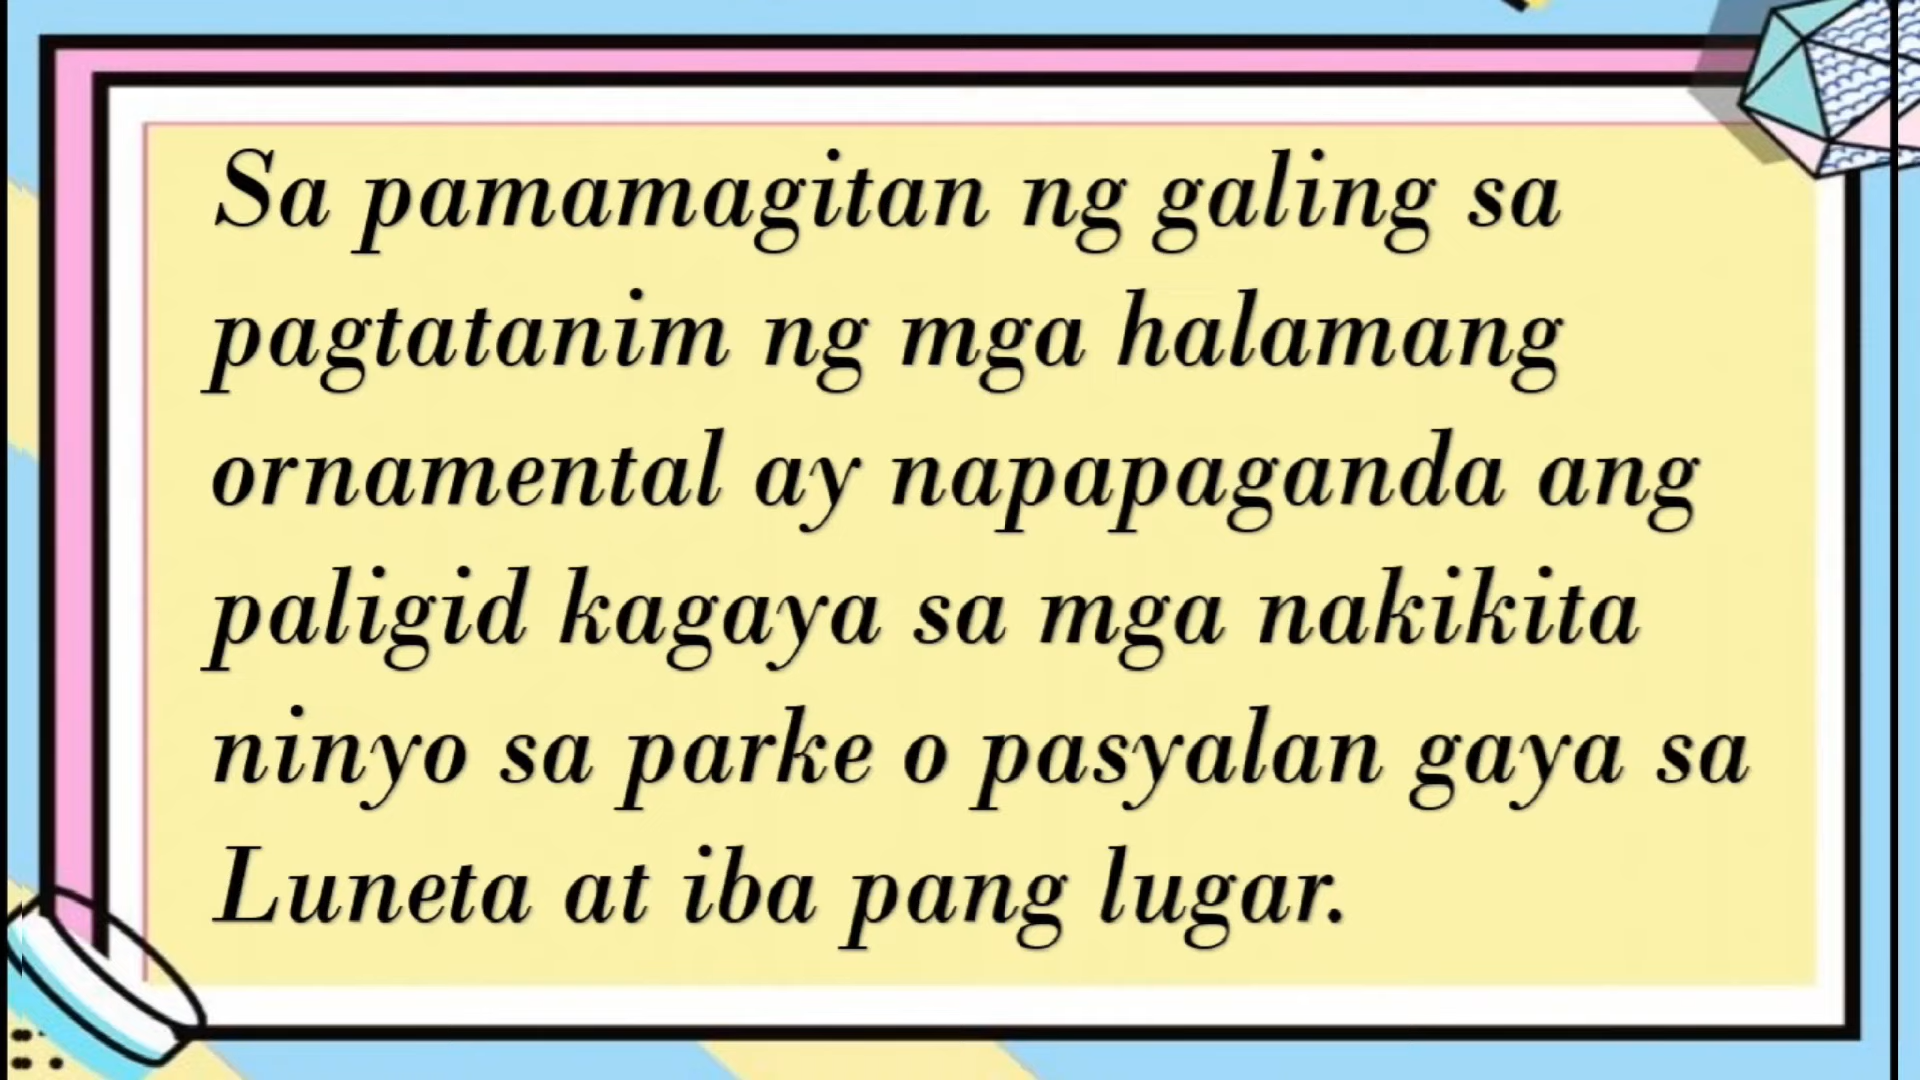 Sa pamamagitan ng galing sa
pagtatanim ng mga halamang
ornamental ay napapaganda ang
paligid kagaya sa mga nakikita
ninyo sa parke o pasyalan gaya sa
Luneta at iba pang lugar.